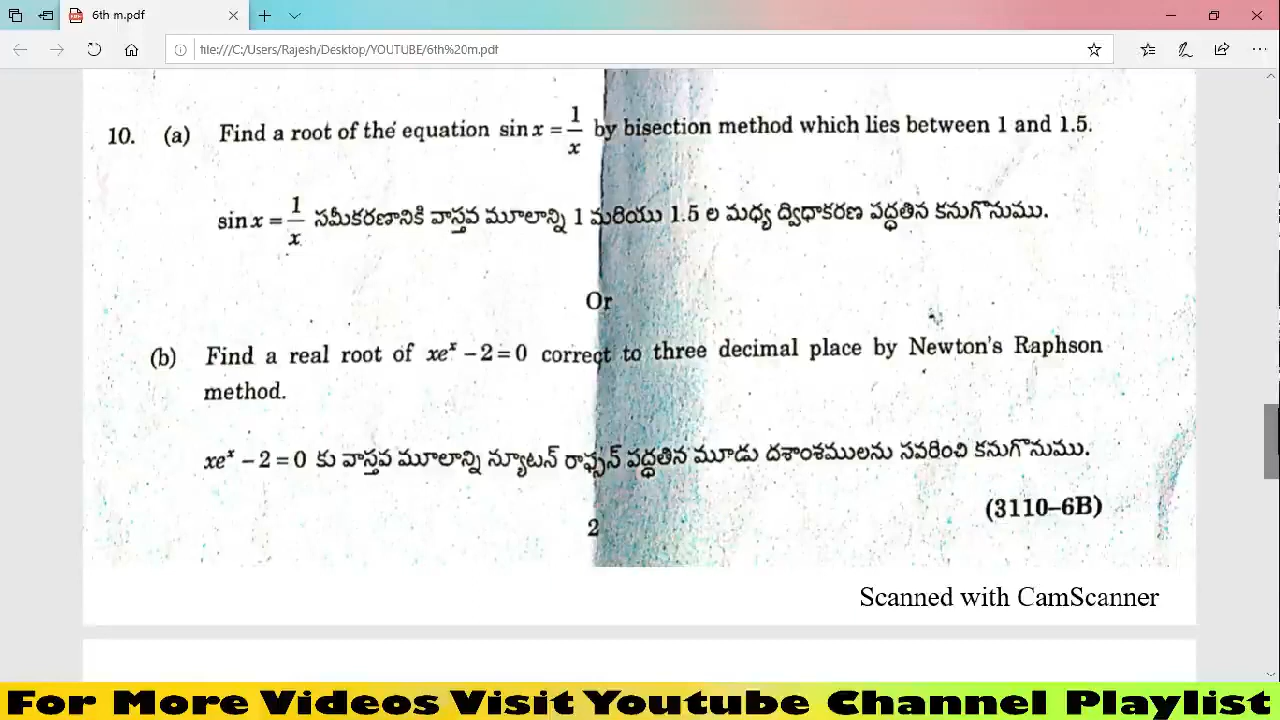 6th m.pdf
file:///C:/Users/Rajesh/Desktop/YOUTUBE/6th%20m.pdf
10. (a) Find a root of the equation sin x = 1/x by bisection method which lies between 1 and 1.5.
sin x = 1/x సమీకరణానికి వాస్తవ మూలాన్ని 1 మరియు 1.5 ల మధ్య ద్విధాకరణ పద్ధతిన కనుగొనుము.
Or
(b) Find a real root of xeˣ − 2 = 0 correct to three decimal place by Newton's Raphson
method.
xeˣ − 2 = 0 కు వాస్తవ మూలాన్ని న్యూటన్ రాఫ్సన్ పద్ధతిన మూడు దశాంశములను సవరించి కనుగొనుము.
(3110–6B)
2
Scanned with CamScanner
For More Videos Visit Youtube Channel Playlist